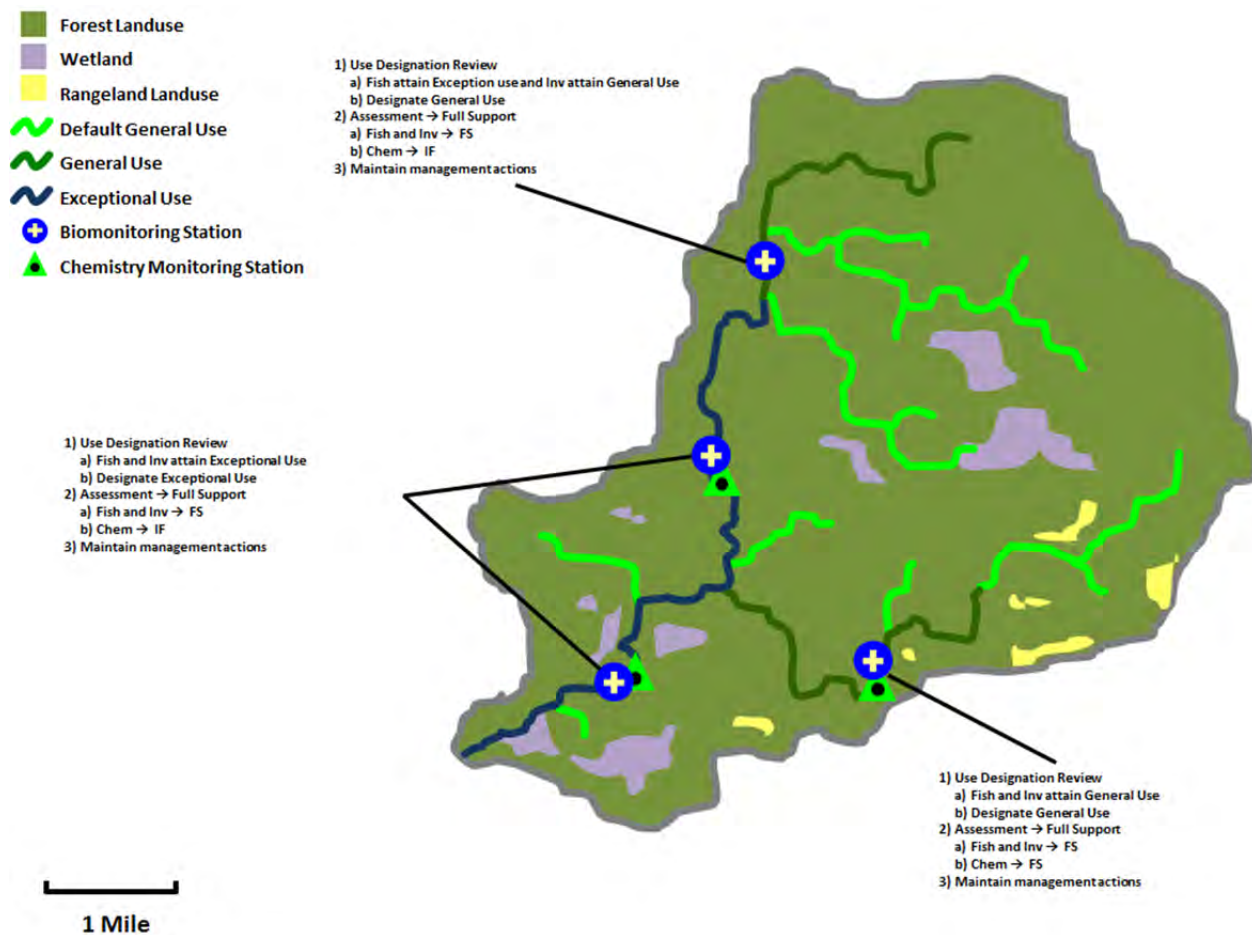 Forest Landuse
Wetland
Rangeland Landuse
Default General Use
General Use
Exceptional Use
Biomonitoring Station
Chemistry Monitoring Station
1) Use Designation Review
a) Fish attain Exception use and Inv attain General Use
b) Designate General Use
2) Assessment → Full Support
a) Fish and Inv → FS
b) Chem → IF
3) Maintain management actions
1) Use Designation Review
a) Fish and Inv attain Exceptional Use
b) Designate Exceptional Use
2) Assessment → Full Support
a) Fish and Inv → FS
b) Chem → IF
3) Maintain management actions
1) Use Designation Review
a) Fish and Inv attain General Use
b) Designate General Use
2) Assessment → Full Support
a) Fish and Inv → FS
b) Chem → FS
3) Maintain management actions
1 Mile